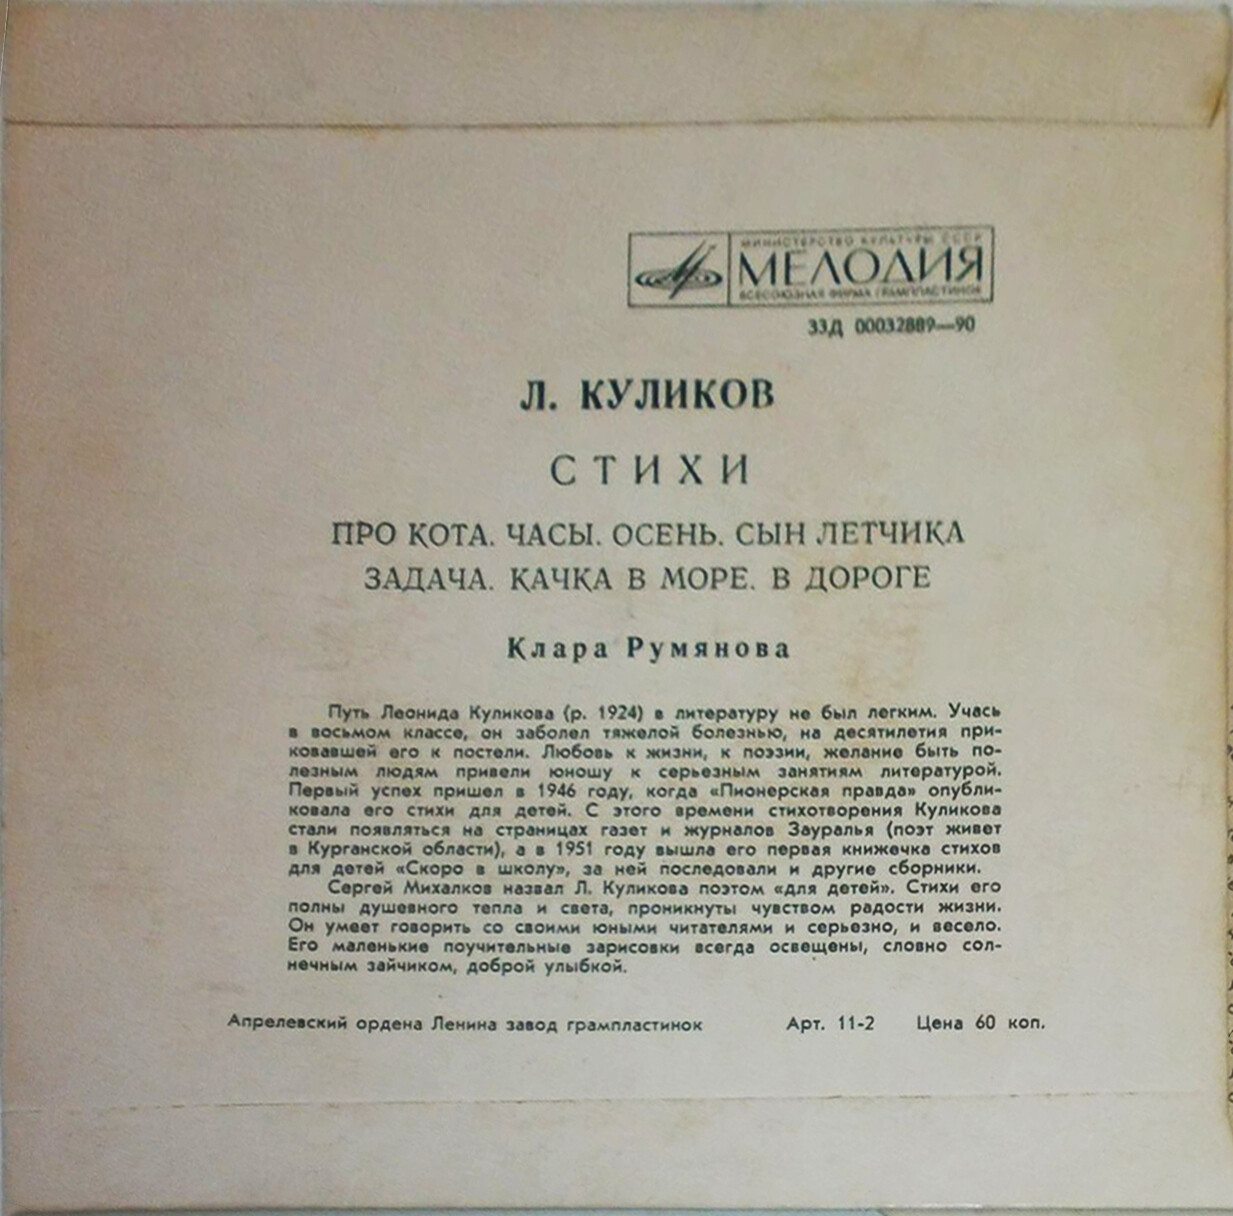 МИНИСТЕРСТВО КУЛЬТУРЫ СССР
МЕЛОДИЯ
ВСЕСОЮЗНАЯ ФИРМА ГРАМПЛАСТИНОК
33Д 00032889—90
Л. КУЛИКОВ
СТИХИ
ПРО КОТА. ЧАСЫ. ОСЕНЬ. СЫН ЛЕТЧИКА
ЗАДАЧА. КАЧКА В МОРЕ. В ДОРОГЕ
Клара Румянова
Путь Леонида Куликова (р. 1924) в литературу не был легким. Учась
в восьмом классе, он заболел тяжелой болезнью, на десятилетия при-
ковавшей его к постели. Любовь к жизни, к поэзии, желание быть по-
лезным людям привели юношу к серьезным занятиям литературой.
Первый успех пришел в 1946 году, когда «Пионерская правда» опубли-
ковала его стихи для детей. С этого времени стихотворения Куликова
стали появляться на страницах газет и журналов Зауралья (поэт живет
в Курганской области), а в 1951 году вышла его первая книжечка стихов
для детей «Скоро в школу», за ней последовали и другие сборники.
Сергей Михалков назвал Л. Куликова поэтом «для детей». Стихи его
полны душевного тепла и света, проникнуты чувством радости жизни.
Он умеет говорить со своими юными читателями и серьезно, и весело.
Его маленькие поучительные зарисовки всегда освещены, словно сол-
нечным зайчиком, доброй улыбкой.
Апрелевский ордена Ленина завод грампластинок Арт. 11-2 Цена 60 коп.